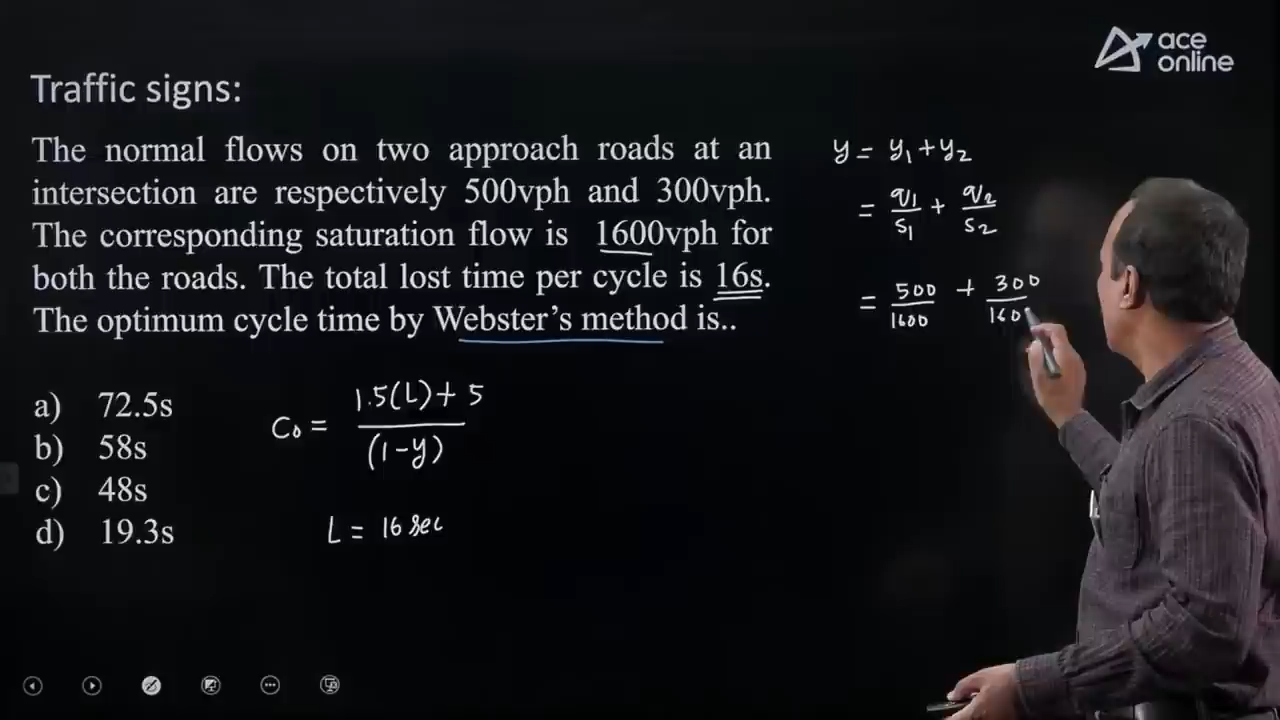 ace
online
Traffic signs:
The normal flows on two approach roads at an
intersection are respectively 500vph and 300vph.
The corresponding saturation flow is 1600vph for
both the roads. The total lost time per cycle is 16s.
The optimum cycle time by Webster's method is..
a) 72.5s
b) 58s
c) 48s
d) 19.3s
C₀ = 1.5(L) + 5 / (1-y)
L = 16 sec
y = y₁ + y₂
= q₁/s₁ + q₂/s₂
= 500/1600 + 300/160